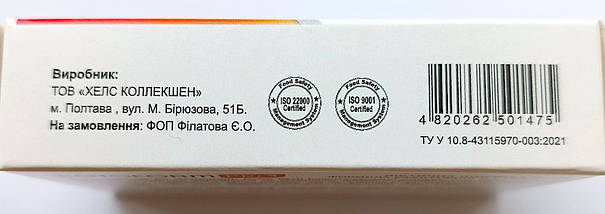 Виробник:
ТОВ «ХЕЛС КОЛЛЕКШЕН»
м. Полтава , вул. М. Бірюзова, 51Б.
На замовлення: ФОП Філатова Є.О.
Food Safety
ISO 22000
Certified
Management System
Food Safety
ISO 9001
Certified
Management System
4 820262 501475
ТУ У 10.8-43115970-003:2021